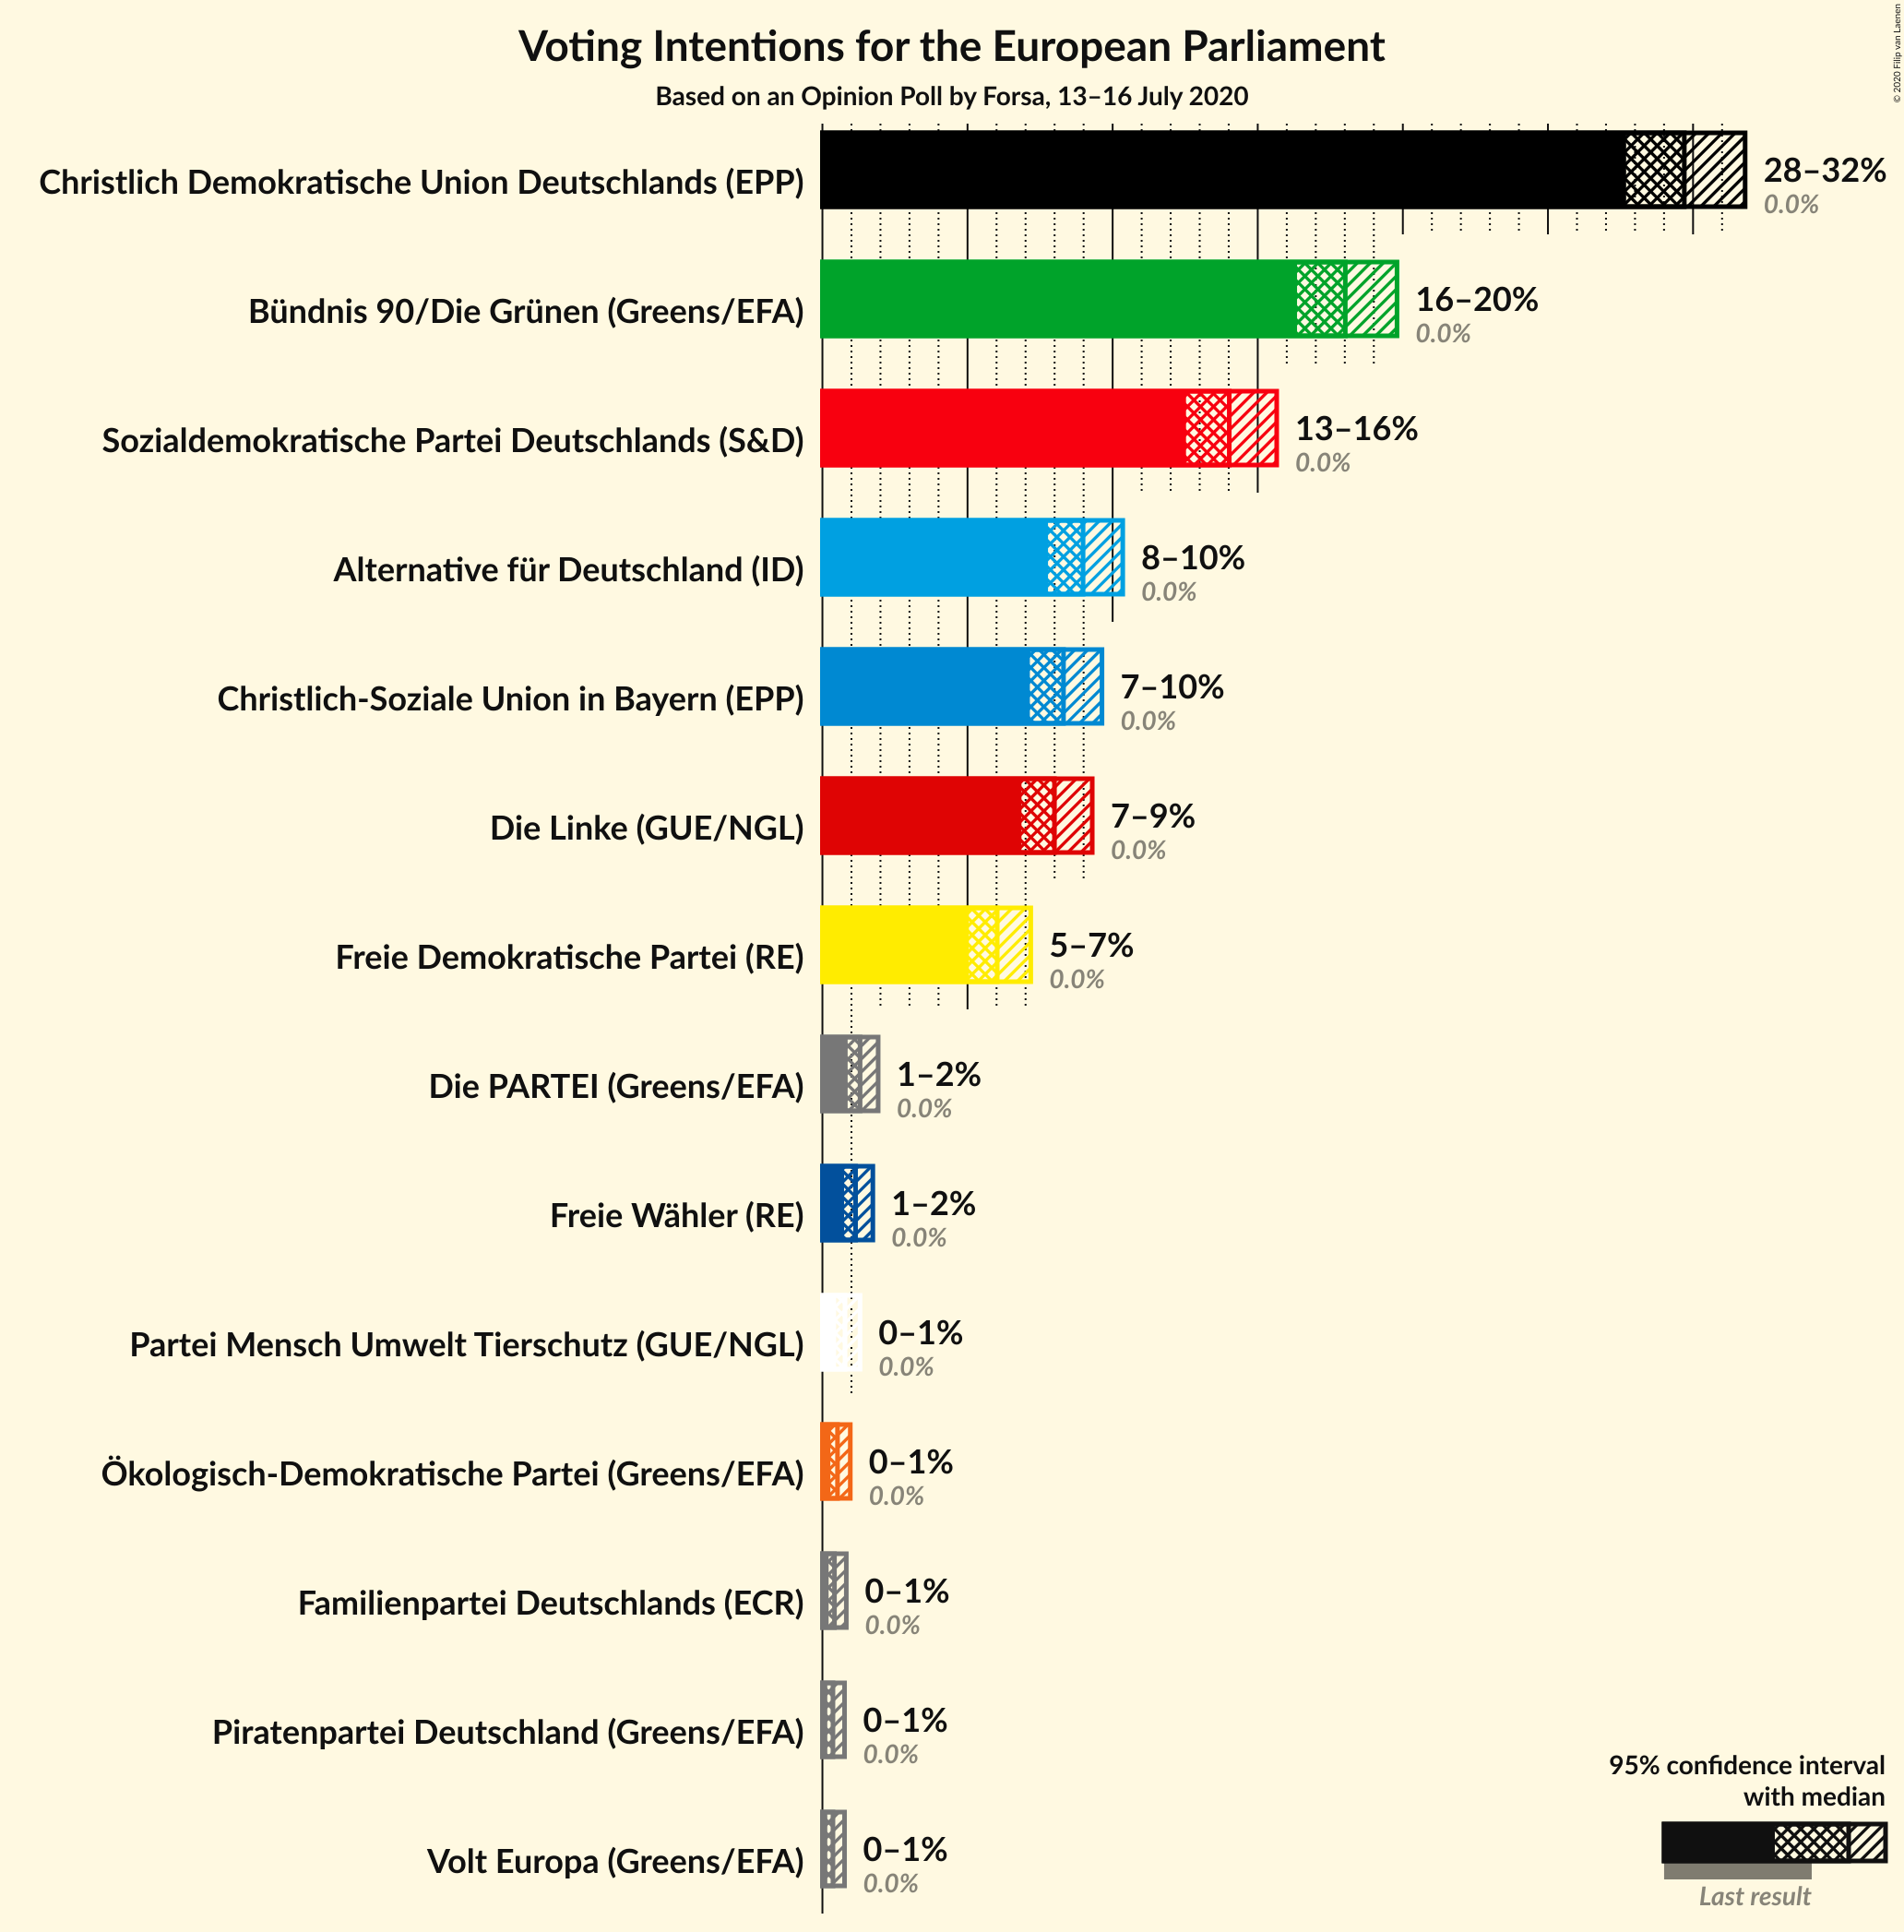 Voting Intentions for the European Parliament
Based on an Opinion Poll by Forsa, 13–16 July 2020
© 2020 Filip van Laenen
Christlich Demokratische Union Deutschlands (EPP)
28–32%
0.0%
Bündnis 90/Die Grünen (Greens/EFA)
16–20%
0.0%
Sozialdemokratische Partei Deutschlands (S&D)
13–16%
0.0%
Alternative für Deutschland (ID)
8–10%
0.0%
Christlich-Soziale Union in Bayern (EPP)
7–10%
0.0%
Die Linke (GUE/NGL)
7–9%
0.0%
Freie Demokratische Partei (RE)
5–7%
0.0%
Die PARTEI (Greens/EFA)
1–2%
0.0%
Freie Wähler (RE)
1–2%
0.0%
Partei Mensch Umwelt Tierschutz (GUE/NGL)
0–1%
0.0%
Ökologisch-Demokratische Partei (Greens/EFA)
0–1%
0.0%
Familienpartei Deutschlands (ECR)
0–1%
0.0%
Piratenpartei Deutschland (Greens/EFA)
0–1%
0.0%
Volt Europa (Greens/EFA)
0–1%
0.0%
95% confidence interval
with median
Last result